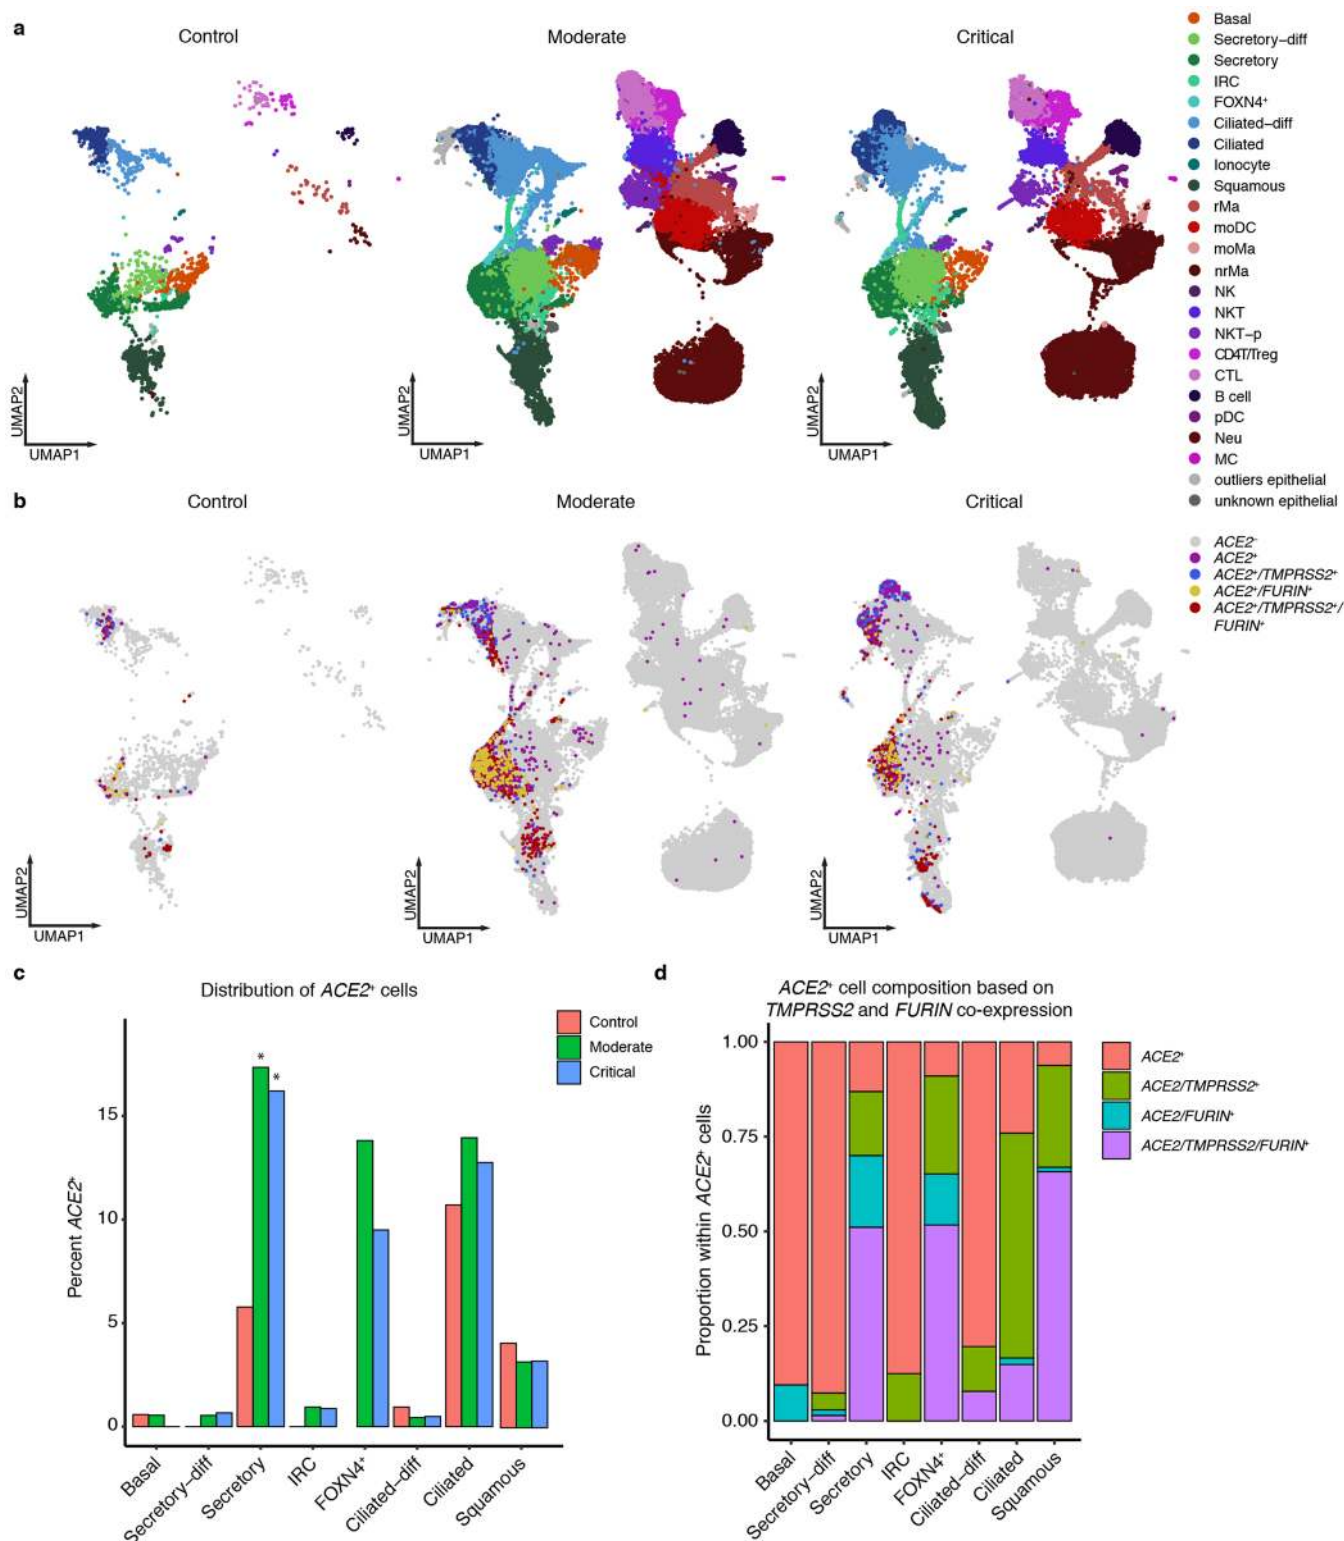 a
Control
Moderate
Critical
Basal
Secretory–diff
Secretory
IRC
FOXN4+
Ciliated–diff
Ciliated
Ionocyte
Squamous
rMa
moDC
moMa
nrMa
NK
NKT
NKT–p
CD4T/Treg
CTL
B cell
pDC
Neu
MC
outliers epithelial
unknown epithelial
UMAP2
UMAP1
UMAP2
UMAP1
UMAP2
UMAP1
b
Control
Moderate
Critical
ACE2-
ACE2+
ACE2+/TMPRSS2+
ACE2+/FURIN+
ACE2+/TMPRSS2+/
FURIN+
UMAP2
UMAP1
UMAP2
UMAP1
UMAP2
UMAP1
c
Distribution of ACE2+ cells
Control
Moderate
Critical
Percent ACE2+
15
10
5
0
*
*
Basal
Secretory–diff
Secretory
IRC
FOXN4+
Ciliated–diff
Ciliated
Squamous
d
ACE2+ cell composition based on
TMPRSS2 and FURIN co-expression
ACE2+
ACE2/TMPRSS2+
ACE2/FURIN+
ACE2/TMPRSS2/FURIN+
Proportion within ACE2+ cells
1.00
0.75
0.50
0.25
0.00
Basal
Secretory–diff
Secretory
IRC
FOXN4+
Ciliated–diff
Ciliated
Squamous